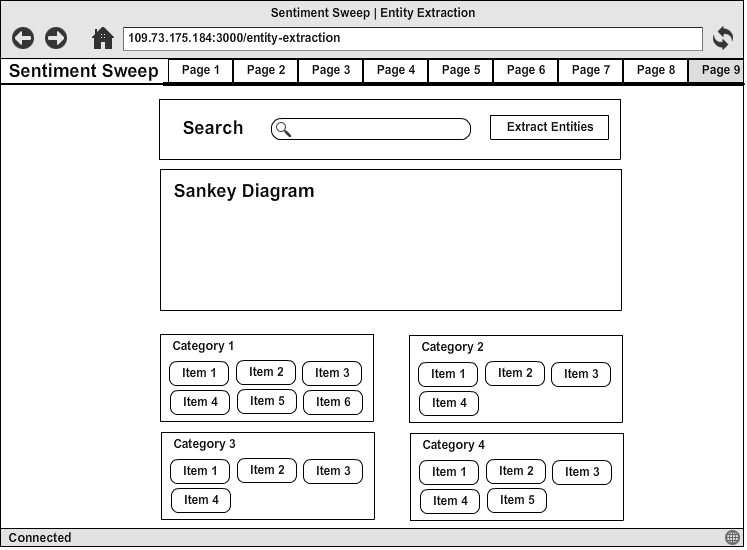 Sentiment Sweep | Entity Extraction
109.73.175.184:3000/entity-extraction
Sentiment Sweep Page 1 Page 2 Page 3 Page 4 Page 5 Page 6 Page 7 Page 8 Page 9
Search Extract Entities
Sankey Diagram
Category 1
Item 1 Item 2 Item 3
Item 4 Item 5 Item 6
Category 2
Item 1 Item 2 Item 3
Item 4
Category 3
Item 1 Item 2 Item 3
Item 4
Category 4
Item 1 Item 2 Item 3
Item 4 Item 5
Connected